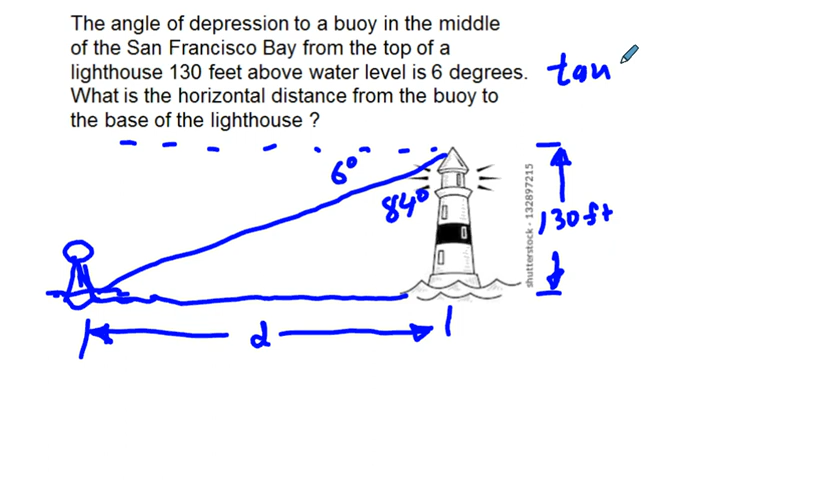 The angle of depression to a buoy in the middle
of the San Francisco Bay from the top of a
lighthouse 130 feet above water level is 6 degrees.
What is the horizontal distance from the buoy to
the base of the lighthouse ?
tan
6°
84°
130ft
shutterstock · 132897215
d